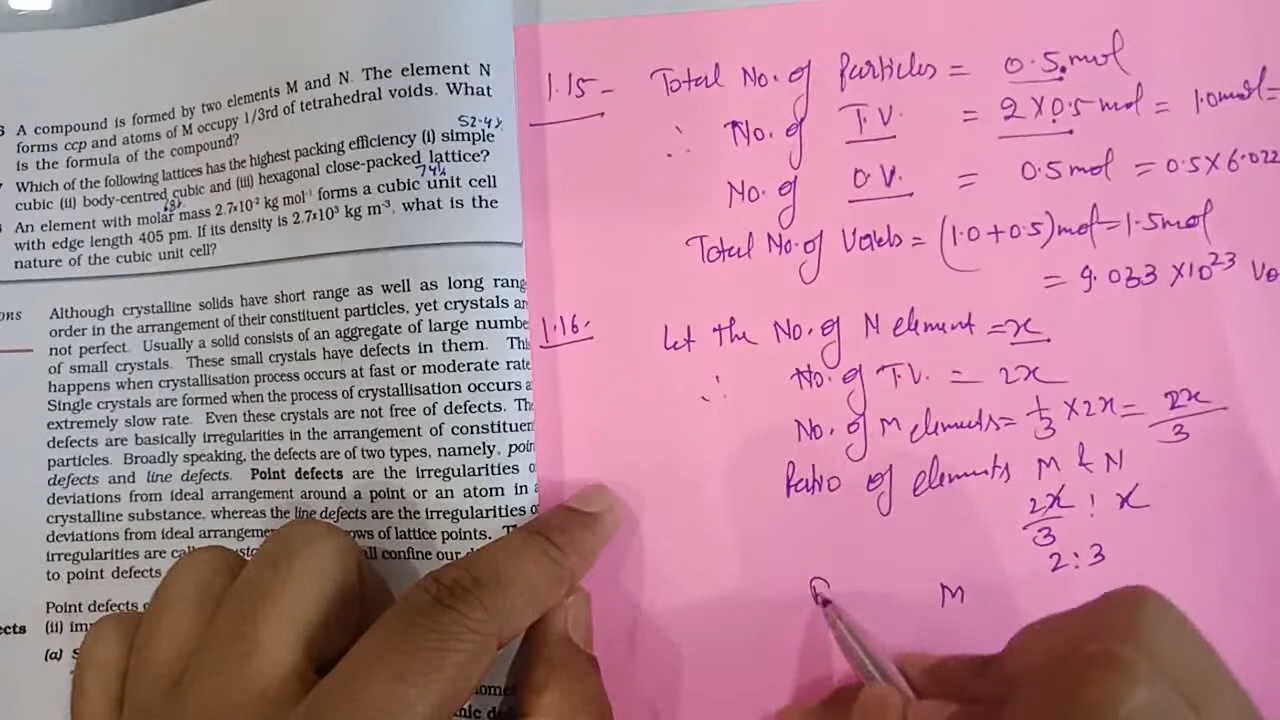 A compound is formed by two elements M and N. The element N
forms ccp and atoms of M occupy 1/3rd of tetrahedral voids. What
is the formula of the compound?
52.4%
Which of the following lattices has the highest packing efficiency (i) simple
cubic (ii) body-centred cubic and (iii) hexagonal close-packed lattice?
68% 74%
An element with molar mass 2.7×10⁻² kg mol⁻¹ forms a cubic unit cell
with edge length 405 pm. If its density is 2.7×10³ kg m⁻³, what is the
nature of the cubic unit cell?
ons
Although crystalline solids have short range as well as long rang
order in the arrangement of their constituent particles, yet crystals ar
not perfect. Usually a solid consists of an aggregate of large numbe
of small crystals. These small crystals have defects in them. This
happens when crystallisation process occurs at fast or moderate rate
Single crystals are formed when the process of crystallisation occurs a
extremely slow rate. Even these crystals are not free of defects. Th
defects are basically irregularities in the arrangement of constituen
particles. Broadly speaking, the defects are of two types, namely, poin
defects and line defects. Point defects are the irregularities o
deviations from ideal arrangement around a point or an atom in a
crystalline substance, whereas the line defects are the irregularities o
deviations from ideal arrangeme ows of lattice points. T
irregularities are ca all confine our
to point defects
Point defects
ects (ii) im
(a) S
1.15- Total No. of Particles = 0.5 mol
∴ No. of T.V. = 2×0.5 mol = 1.0 mol =
No. of O.V. = 0.5 mol = 0.5×6.022
Total No. of Voids = (1.0+0.5) mol = 1.5 mol
= 9.033 ×10²³ Vo
1.16- Let the No. of N element = x
∴ No. of T.V. = 2x
No. of M elements = 1/3 ×2x = 2x/3
Ratio of elements M & N
2x/3 : x
2:3
M